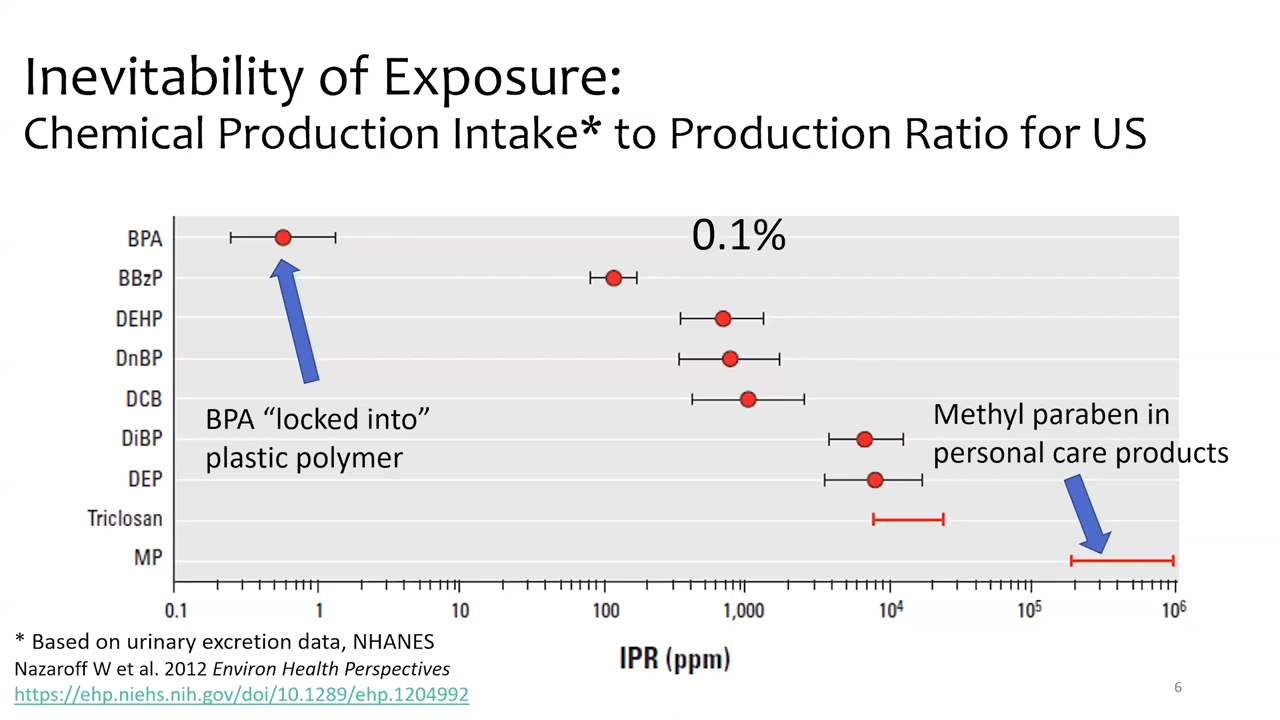 Inevitability of Exposure:
Chemical Production Intake* to Production Ratio for US
0.1%
BPA
BBzP
DEHP
DnBP
DCB
DiBP
DEP
Triclosan
MP
BPA “locked into”
plastic polymer
Methyl paraben in
personal care products
0.1 1 10 100 1,000 10⁴ 10⁵ 10⁶
IPR (ppm)
* Based on urinary excretion data, NHANES
Nazaroff W et al. 2012 Environ Health Perspectives
https://ehp.niehs.nih.gov/doi/10.1289/ehp.1204992
6